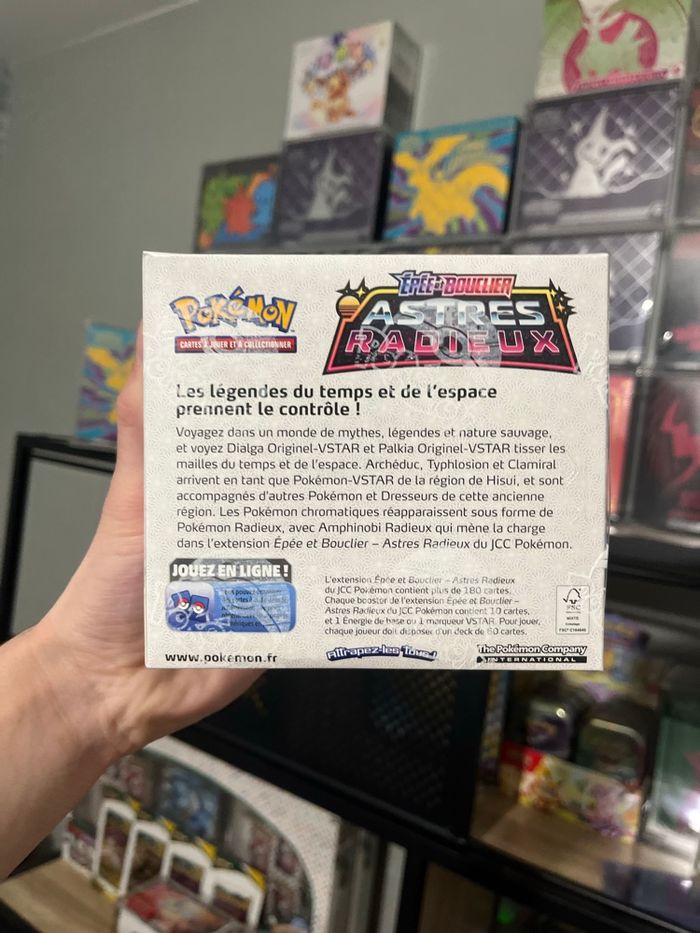 POKÉMON
CARTES À JOUER ET À COLLECTIONNER
ÉPÉE ET BOUCLIER
ASTRES
RADIEUX
Les légendes du temps et de l'espace
prennent le contrôle !
Voyagez dans un monde de mythes, légendes et nature sauvage,
et voyez Dialga Originel-VSTAR et Palkia Originel-VSTAR tisser les
mailles du temps et de l'espace. Archéduc, Typhlosion et Clamiral
arrivent en tant que Pokémon-VSTAR de la région de Hisui, et sont
accompagnés d'autres Pokémon et Dresseurs de cette ancienne
région. Les Pokémon chromatiques réapparaissent sous forme de
Pokémon Radieux, avec Amphinobi Radieux qui mène la charge
dans l'extension Épée et Bouclier – Astres Radieux du JCC Pokémon.
JOUEZ EN LIGNE !
L'extension Épée et Bouclier – Astres Radieux
du JCC Pokémon contient plus de 180 cartes.
Chaque booster de l'extension Épée et Bouclier –
Astres Radieux du JCC Pokémon contient 10 cartes,
et 1 Énergie de base ou 1 marqueur VSTAR. Pour jouer,
chaque joueur doit disposer d'un deck de 60 cartes.
FSC
MIXTE
www.pokemon.fr
Attrapez-les Tous !
The Pokémon Company
INTERNATIONAL